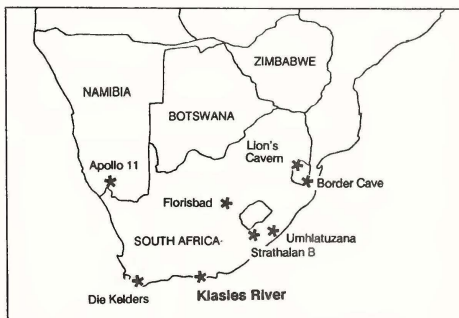 ZIMBABWE
NAMIBIA
BOTSWANA
Lion's
Cavern
Apollo 11
Border Cave
Florisbad
SOUTH AFRICA
Umhlatuzana
Strathalan B
Die Kelders
Klasies River